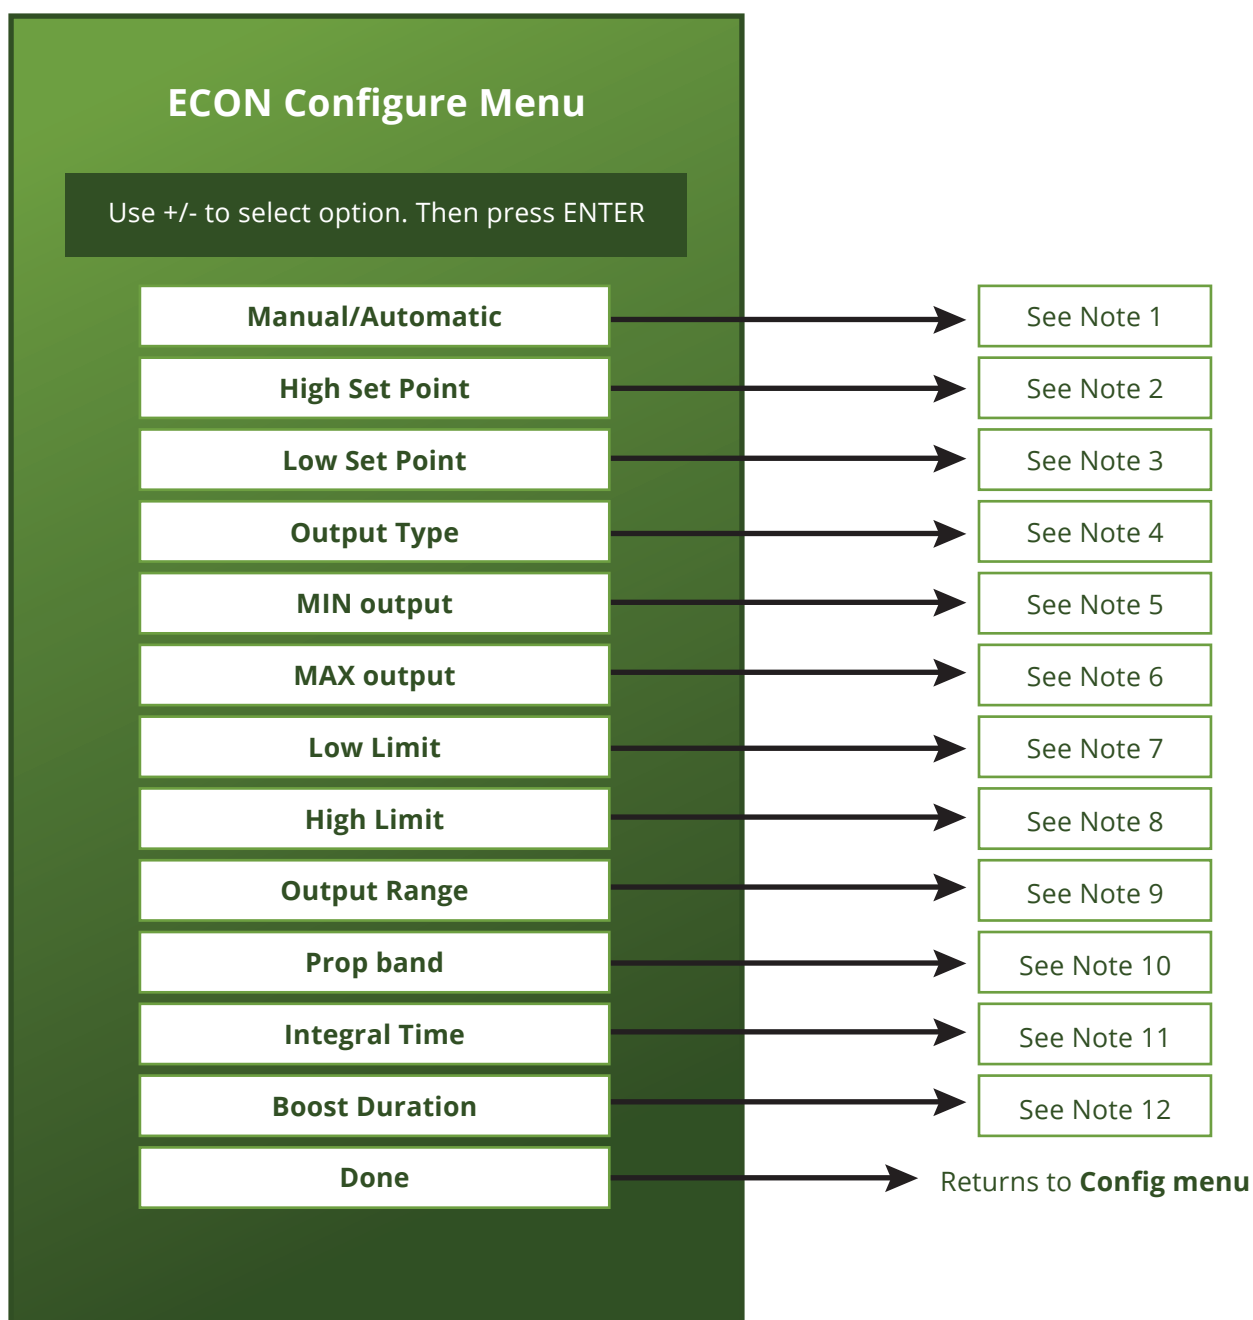 ECON Configure Menu
Use +/- to select option. Then press ENTER
Manual/Automatic
See Note 1
High Set Point
See Note 2
Low Set Point
See Note 3
Output Type
See Note 4
MIN output
See Note 5
MAX output
See Note 6
Low Limit
See Note 7
High Limit
See Note 8
Output Range
See Note 9
Prop band
See Note 10
Integral Time
See Note 11
Boost Duration
See Note 12
Done
Returns to Config menu